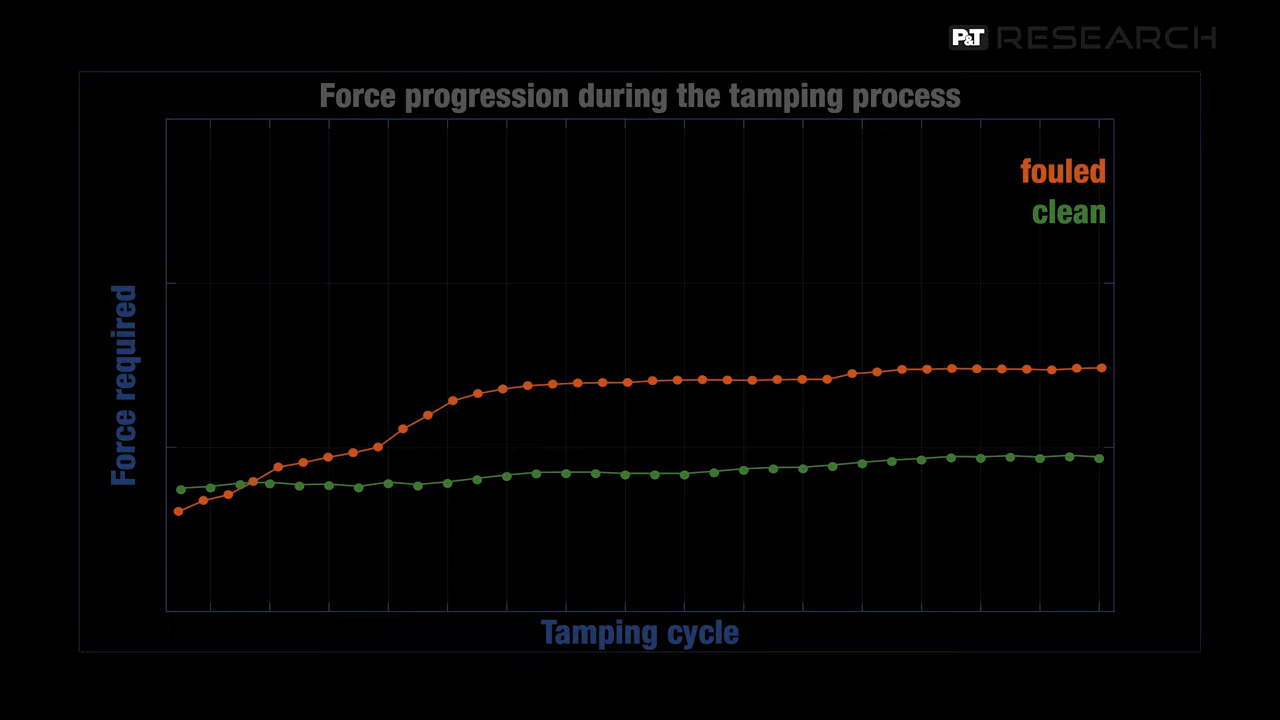 P&T RESEARCH
Force progression during the tamping process
fouled
clean
Force required
Tamping cycle